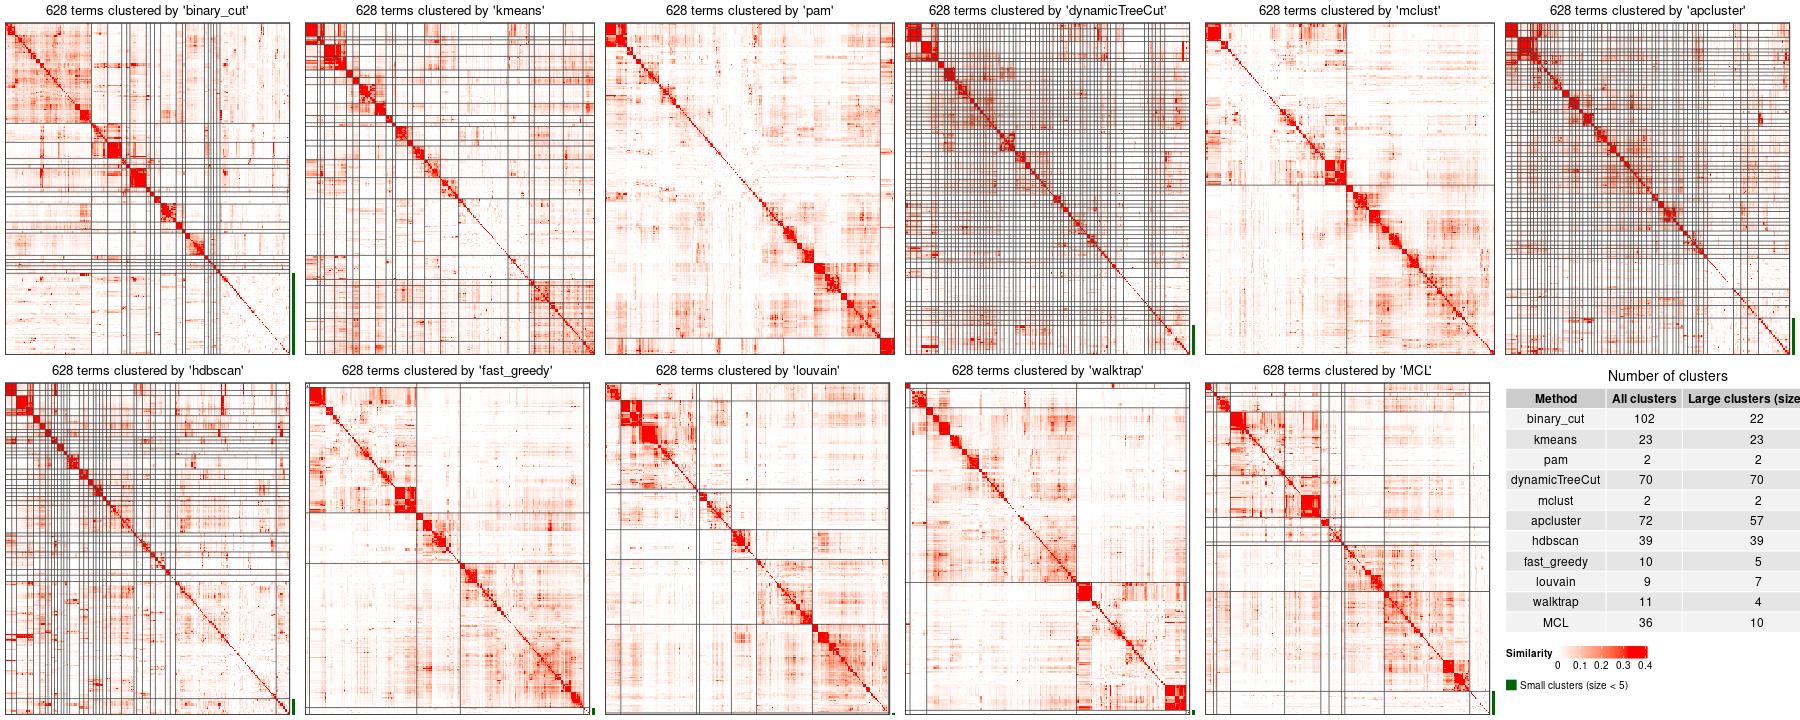 628 terms clustered by 'binary_cut'
628 terms clustered by 'kmeans'
628 terms clustered by 'pam'
628 terms clustered by 'dynamicTreeCut'
628 terms clustered by 'mclust'
628 terms clustered by 'apcluster'
628 terms clustered by 'hdbscan'
628 terms clustered by 'fast_greedy'
628 terms clustered by 'louvain'
628 terms clustered by 'walktrap'
628 terms clustered by 'MCL'
Number of clusters
Method All clusters Large clusters (size
binary_cut 102 22
kmeans 23 23
pam 2 2
dynamicTreeCut 70 70
mclust 2 2
apcluster 72 57
hdbscan 39 39
fast_greedy 10 5
louvain 9 7
walktrap 11 4
MCL 36 10
Similarity
0 0.1 0.2 0.3 0.4
Small clusters (size < 5)